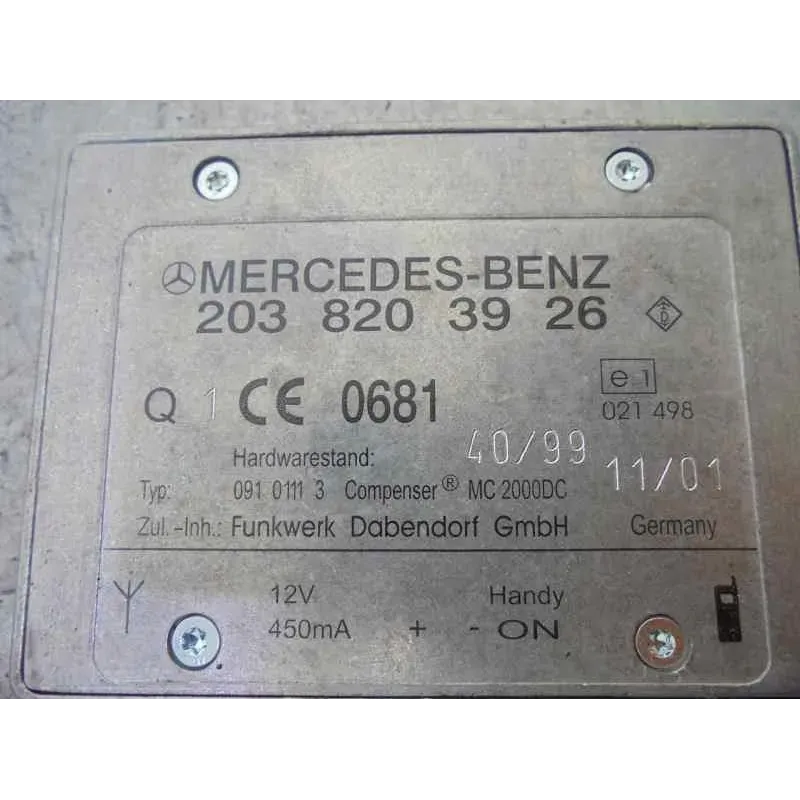 MERCEDES-BENZ
203 820 39 26
Q 1 CE 0681 e1
021 498
Hardwarestand: 40/99 11/01
Typ: 091 0111 3 Compenser® MC 2000DC
Zul.-Inh.: Funkwerk Dabendorf GmbH Germany
12V Handy
450mA + - ON